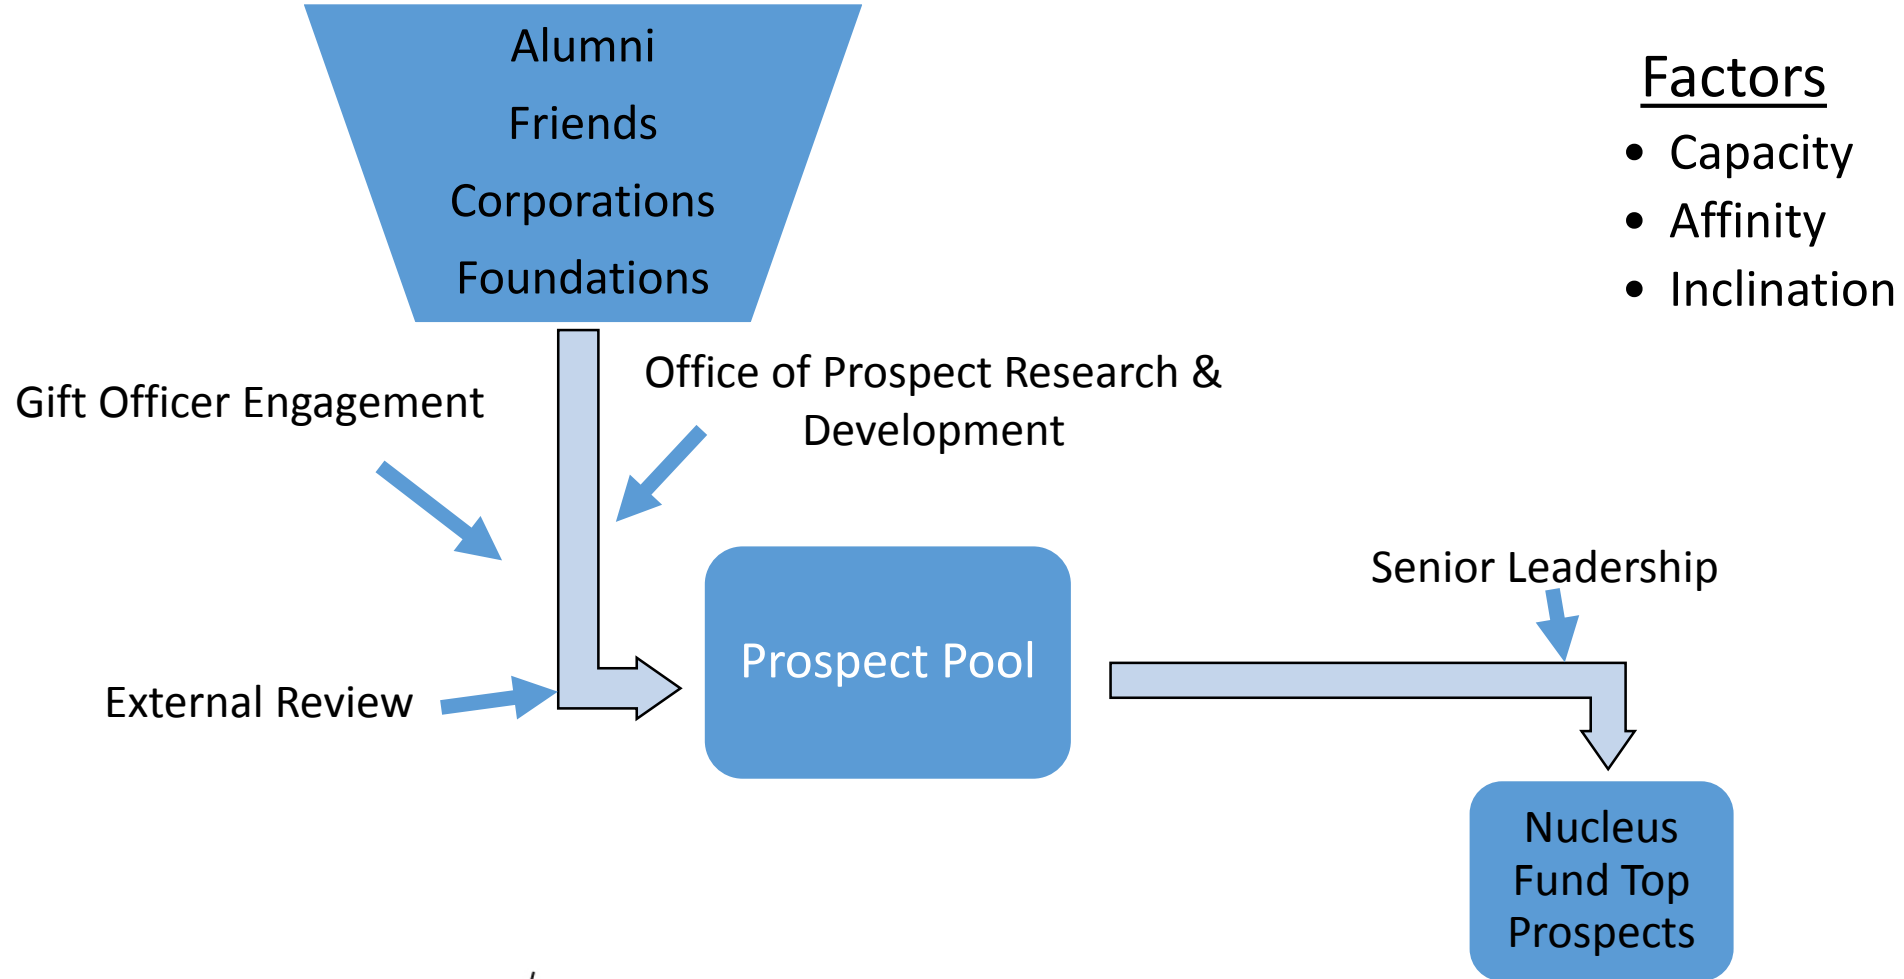 Alumni
Friends
Corporations
Foundations
Factors
• Capacity
• Affinity
• Inclination
Gift Officer Engagement
Office of Prospect Research &
Development
External Review
Prospect Pool
Senior Leadership
Nucleus
Fund Top
Prospects